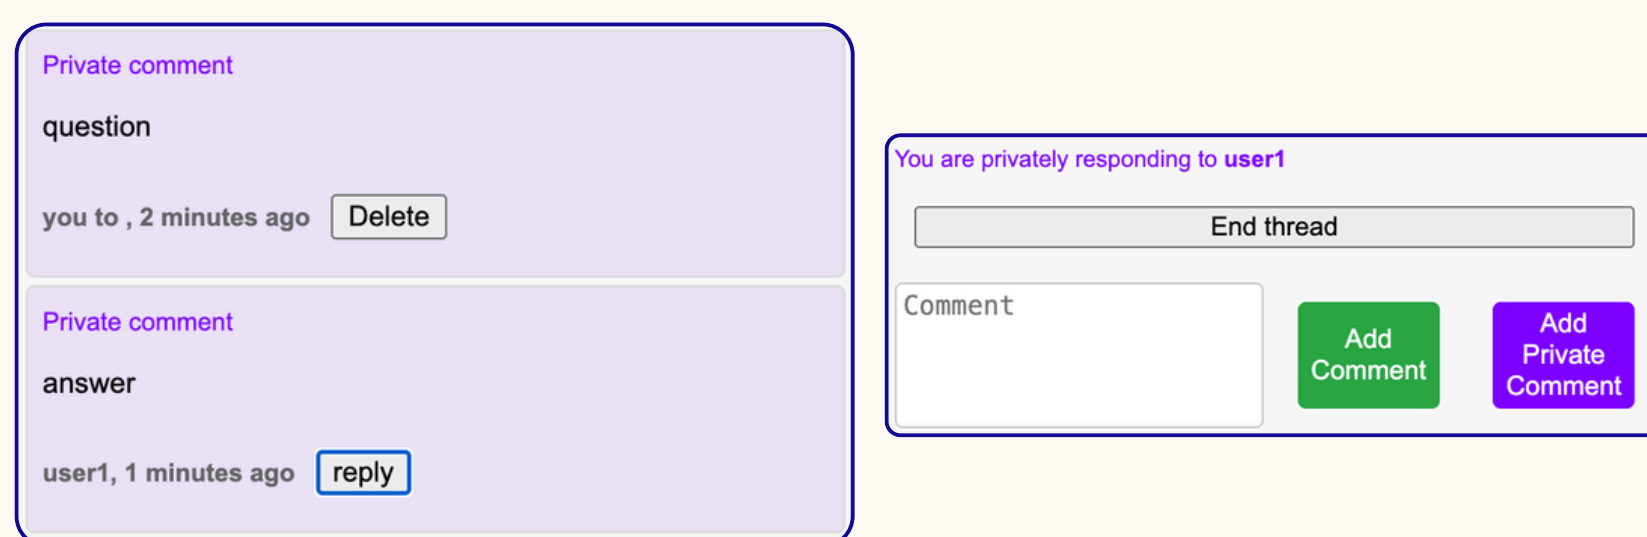 Private comment
question
you to , 2 minutes ago
Delete
Private comment
answer
user1, 1 minutes ago
reply
You are privately responding to user1
End thread
Comment
Add
Comment
Add
Private
Comment